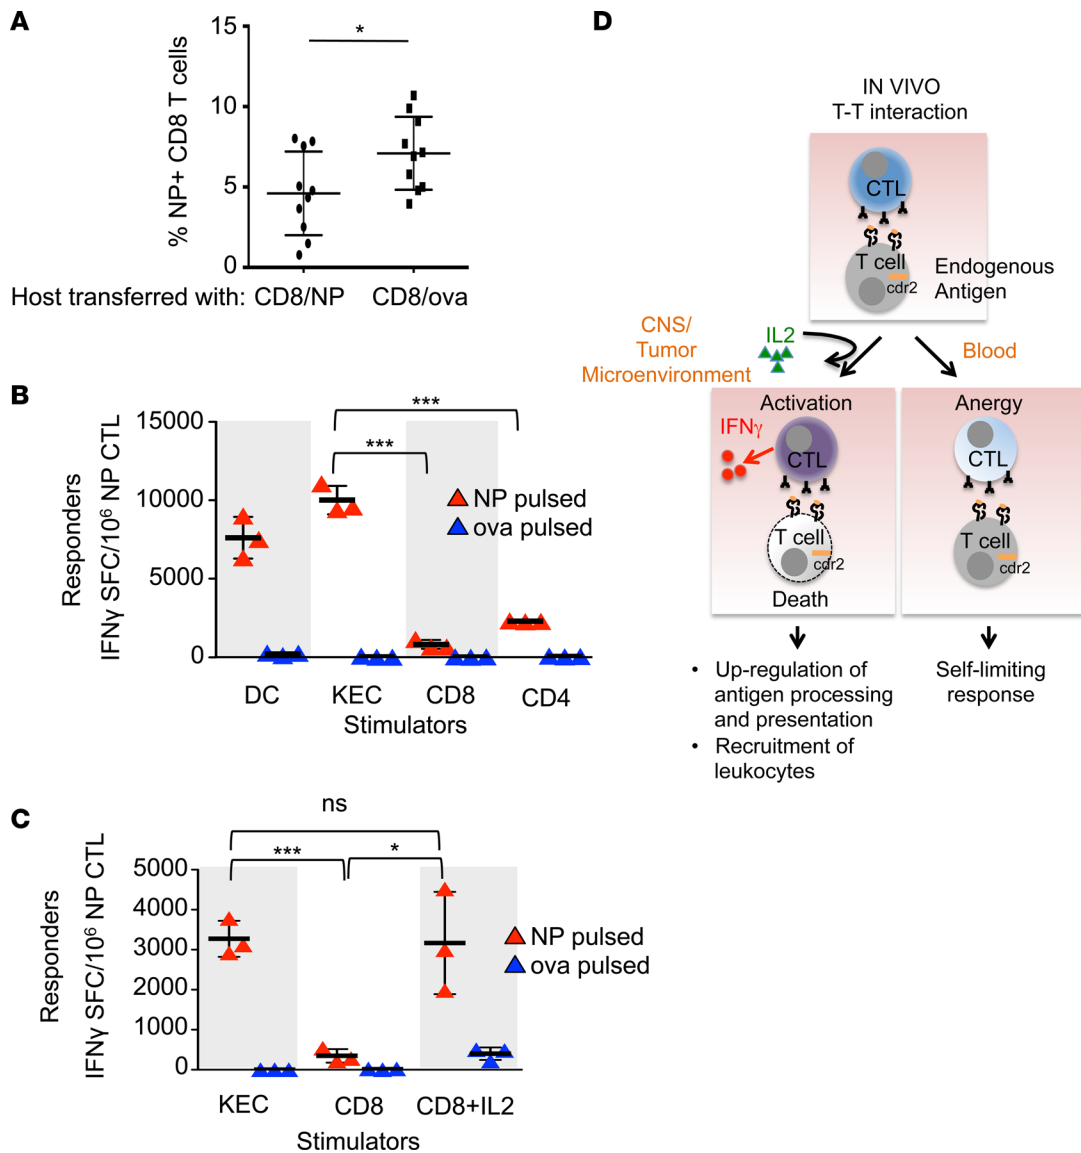 A
15
10
5
0
% NP+ CD8 T cells
*
Host transferred with: CD8/NP CD8/ova
B
15000
10000
5000
0
Responders
IFNγ SFC/10⁶ NP CTL
***
***
NP pulsed
ova pulsed
DC KEC CD8 CD4
Stimulators
C
ns
*** *
5000
4000
3000
2000
1000
0
Responders
IFNγ SFC/10⁶ NP CTL
NP pulsed
ova pulsed
KEC CD8 CD8+IL2
Stimulators
D
IN VIVO
T-T interaction
CTL
T cell
cdr2
Endogenous
Antigen
CNS/
Tumor
Microenvironment
IL2
Blood
Activation
IFNγ
CTL
T cell
cdr2
Death
Anergy
CTL
T cell
cdr2
• Up-regulation of
antigen processing
and presentation
• Recruitment of
leukocytes
Self-limiting
response